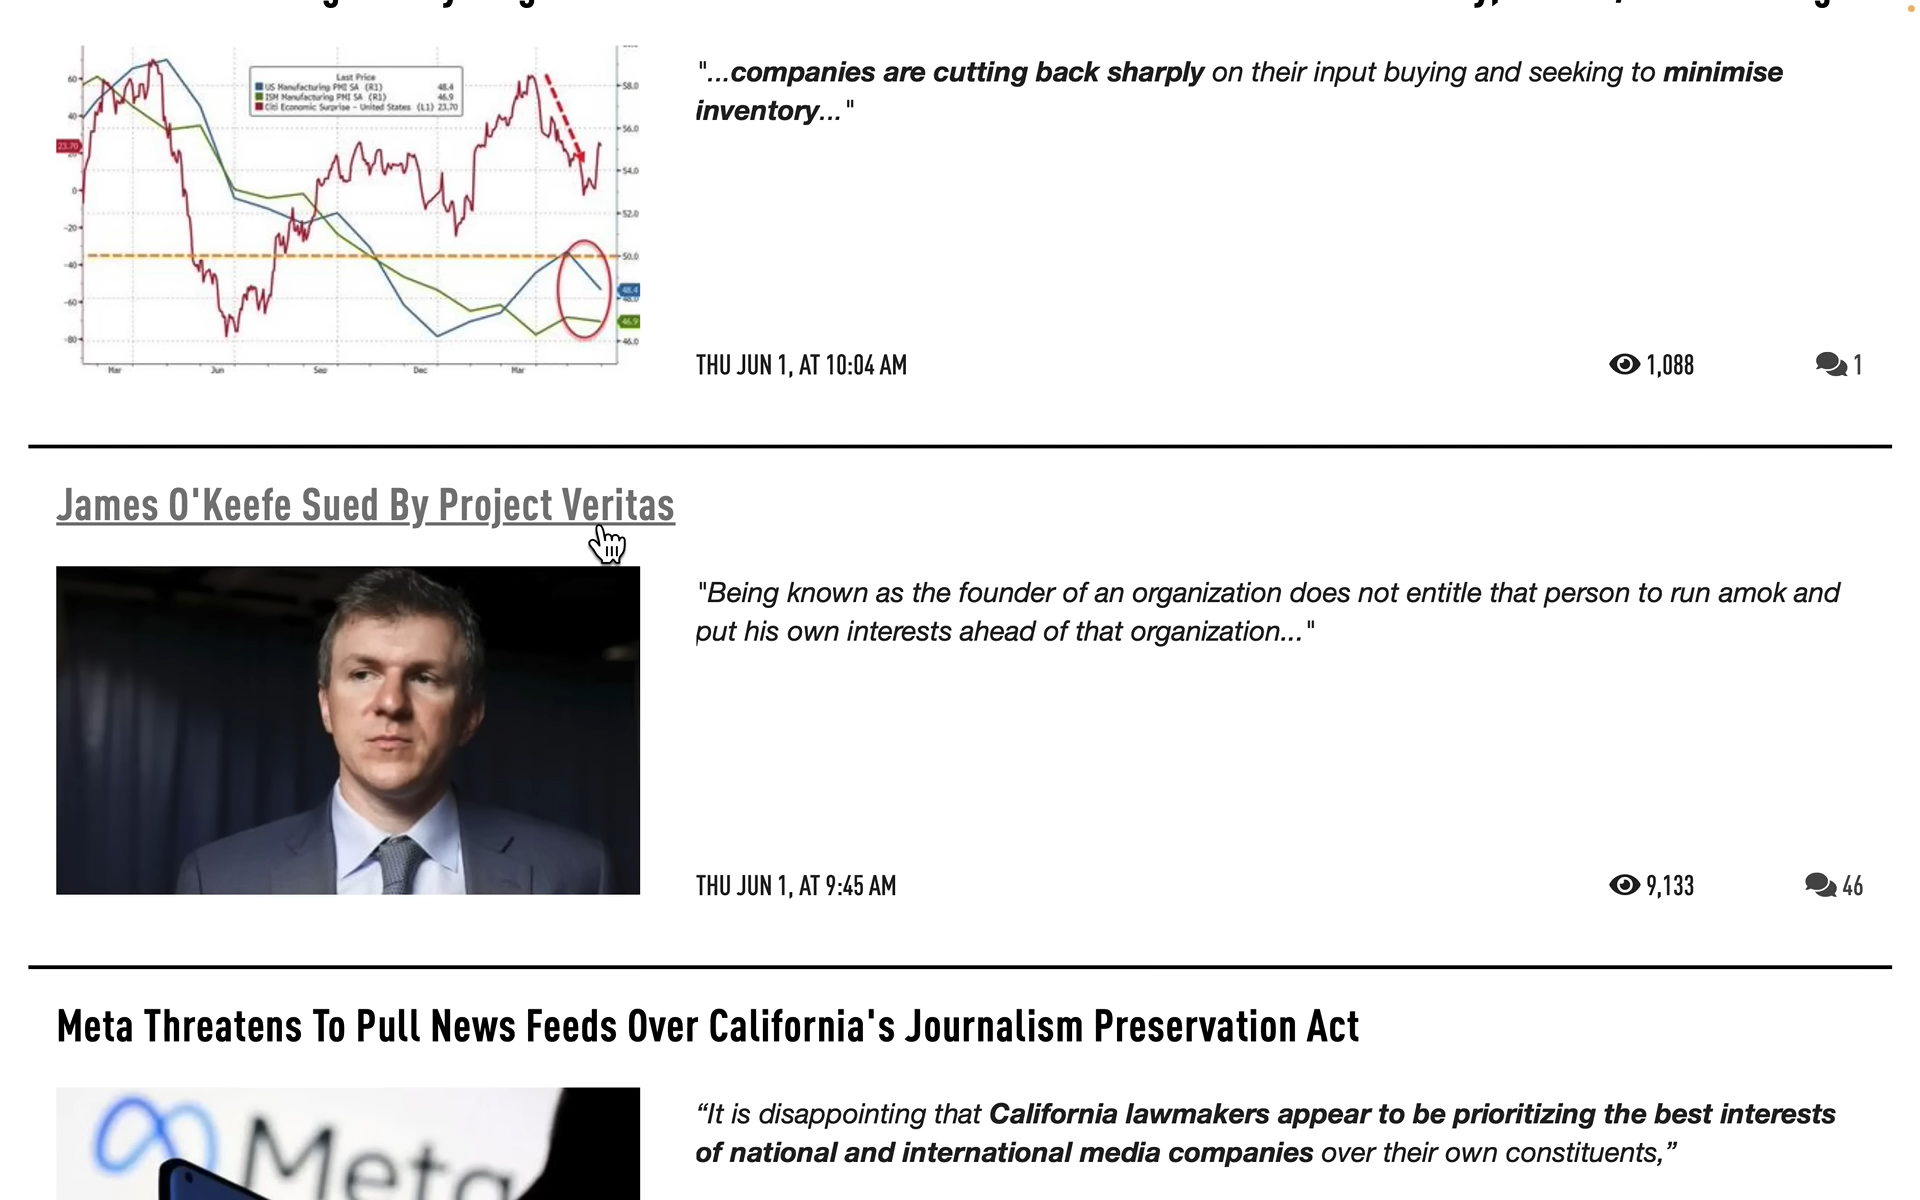 Last Price
US Manufacturing PMI SA (R1) 48.4
ISM Manufacturing PMI SA (R1) 46.9
Citi Economic Surprise - United States (L1) 23.70
60
40
23.70
20
0
-20
-40
-60
-80
58.0
56.0
54.0
52.0
50.0
48.4
48.0
46.9
46.0
Mar Jun Sep Dec Mar
"...companies are cutting back sharply on their input buying and seeking to minimise
inventory..."
THU JUN 1, AT 10:04 AM 1,088 1
James O'Keefe Sued By Project Veritas
"Being known as the founder of an organization does not entitle that person to run amok and
put his own interests ahead of that organization..."
THU JUN 1, AT 9:45 AM 9,133 46
Meta Threatens To Pull News Feeds Over California's Journalism Preservation Act
Meta
“It is disappointing that California lawmakers appear to be prioritizing the best interests
of national and international media companies over their own constituents,”